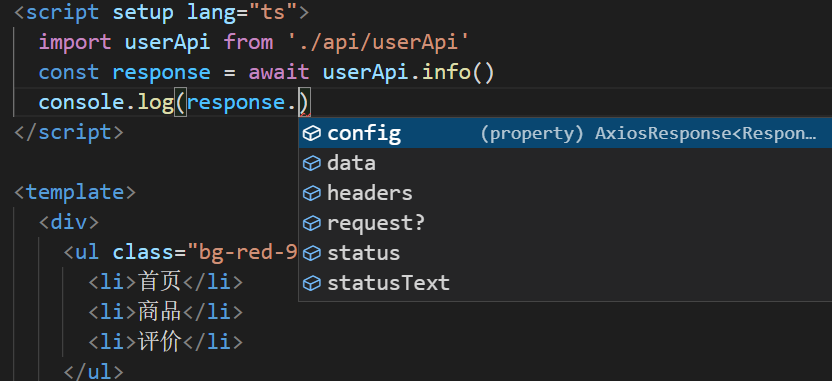 <script setup lang="ts">
import userApi from './api/userApi'
const response = await userApi.info()
console.log(response.)
</script>
config (property) AxiosResponse<Respon…
data
headers
request?
status
statusText
<template>
<div>
<ul class="bg-red-9
<li>首页</li>
<li>商品</li>
<li>评价</li>
</ul>